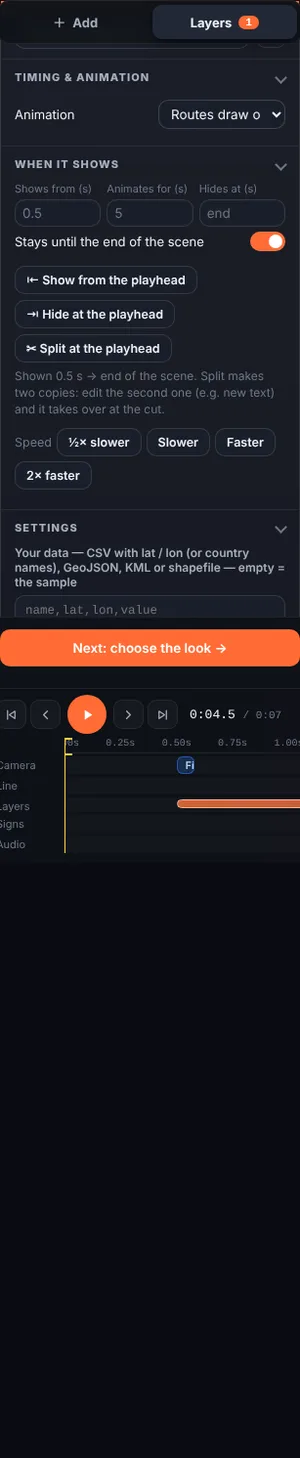 + Add
Layers 1
TIMING & ANIMATION
Animation
Routes draw o
WHEN IT SHOWS
Shows from (s) Animates for (s) Hides at (s)
0.5 5 end
Stays until the end of the scene
⇤ Show from the playhead
⇥ Hide at the playhead
✂ Split at the playhead
Shown 0.5 s → end of the scene. Split makes
two copies: edit the second one (e.g. new text)
and it takes over at the cut.
Speed ½× slower Slower Faster
2× faster
SETTINGS
Your data — CSV with lat / lon (or country
names), GeoJSON, KML or shapefile — empty =
the sample
name,lat,lon,value
Next: choose the look →
0:04.5 / 0:07
0s 0.25s 0.50s 0.75s 1.00s
Camera Fi
Line
Layers
Signs
Audio